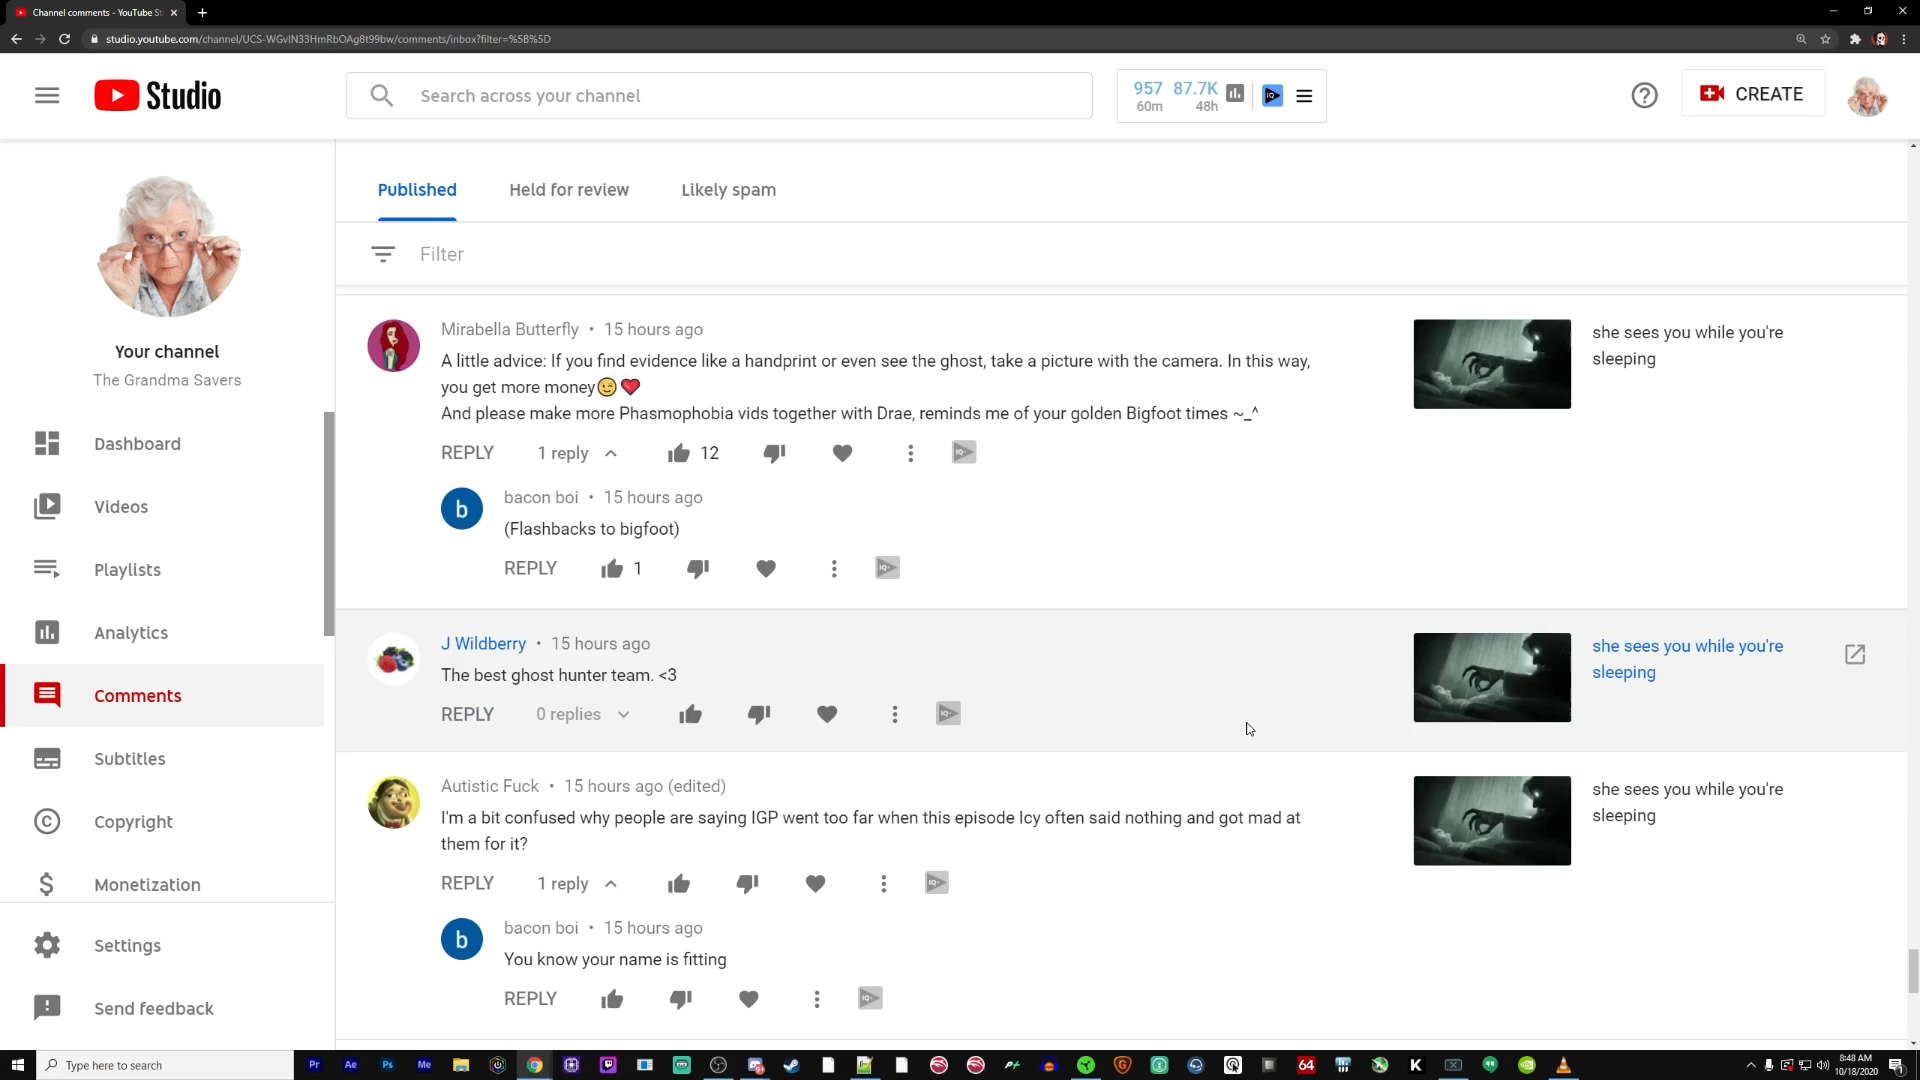 Channel comments - YouTube St
studio.youtube.com/channel/UCS-WGvlN33HmRbOAg8t99bw/comments/inbox?filter=%5B%5D
Studio
Search across your channel
957 87.7K
60m 48h
CREATE
Your channel
The Grandma Savers
Dashboard
Videos
Playlists
Analytics
Comments
Subtitles
Copyright
Monetization
Settings
Send feedback
Published Held for review Likely spam
Filter
Mirabella Butterfly • 15 hours ago
A little advice: If you find evidence like a handprint or even see the ghost, take a picture with the camera. In this way,
you get more money😉❤️
And please make more Phasmophobia vids together with Drae, reminds me of your golden Bigfoot times ~_^
REPLY 1 reply 12
she sees you while you're
sleeping
b
bacon boi • 15 hours ago
(Flashbacks to bigfoot)
REPLY 1
J Wildberry • 15 hours ago
The best ghost hunter team. <3
REPLY 0 replies
she sees you while you're
sleeping
Autistic Fuck • 15 hours ago (edited)
I'm a bit confused why people are saying IGP went too far when this episode Icy often said nothing and got mad at
them for it?
REPLY 1 reply
she sees you while you're
sleeping
b
bacon boi • 15 hours ago
You know your name is fitting
REPLY
Type here to search
Pr Ae Ps Me
64
K
8:48 AM
10/18/2020